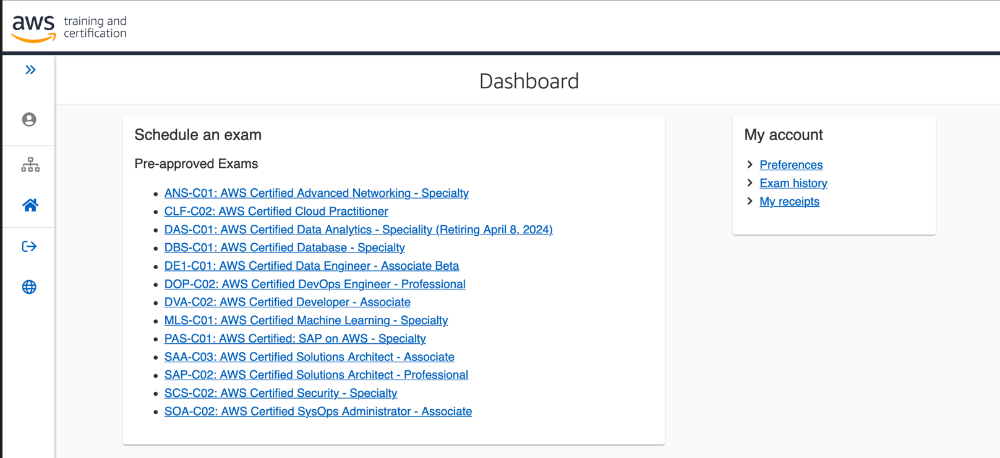 aws training and
certification
Dashboard
Schedule an exam
Pre-approved Exams
ANS-C01: AWS Certified Advanced Networking - Specialty
CLF-C02: AWS Certified Cloud Practitioner
DAS-C01: AWS Certified Data Analytics - Speciality (Retiring April 8, 2024)
DBS-C01: AWS Certified Database - Specialty
DE1-C01: AWS Certified Data Engineer - Associate Beta
DOP-C02: AWS Certified DevOps Engineer - Professional
DVA-C02: AWS Certified Developer - Associate
MLS-C01: AWS Certified Machine Learning - Specialty
PAS-C01: AWS Certified: SAP on AWS - Specialty
SAA-C03: AWS Certified Solutions Architect - Associate
SAP-C02: AWS Certified Solutions Architect - Professional
SCS-C02: AWS Certified Security - Specialty
SOA-C02: AWS Certified SysOps Administrator - Associate
My account
Preferences
Exam history
My receipts